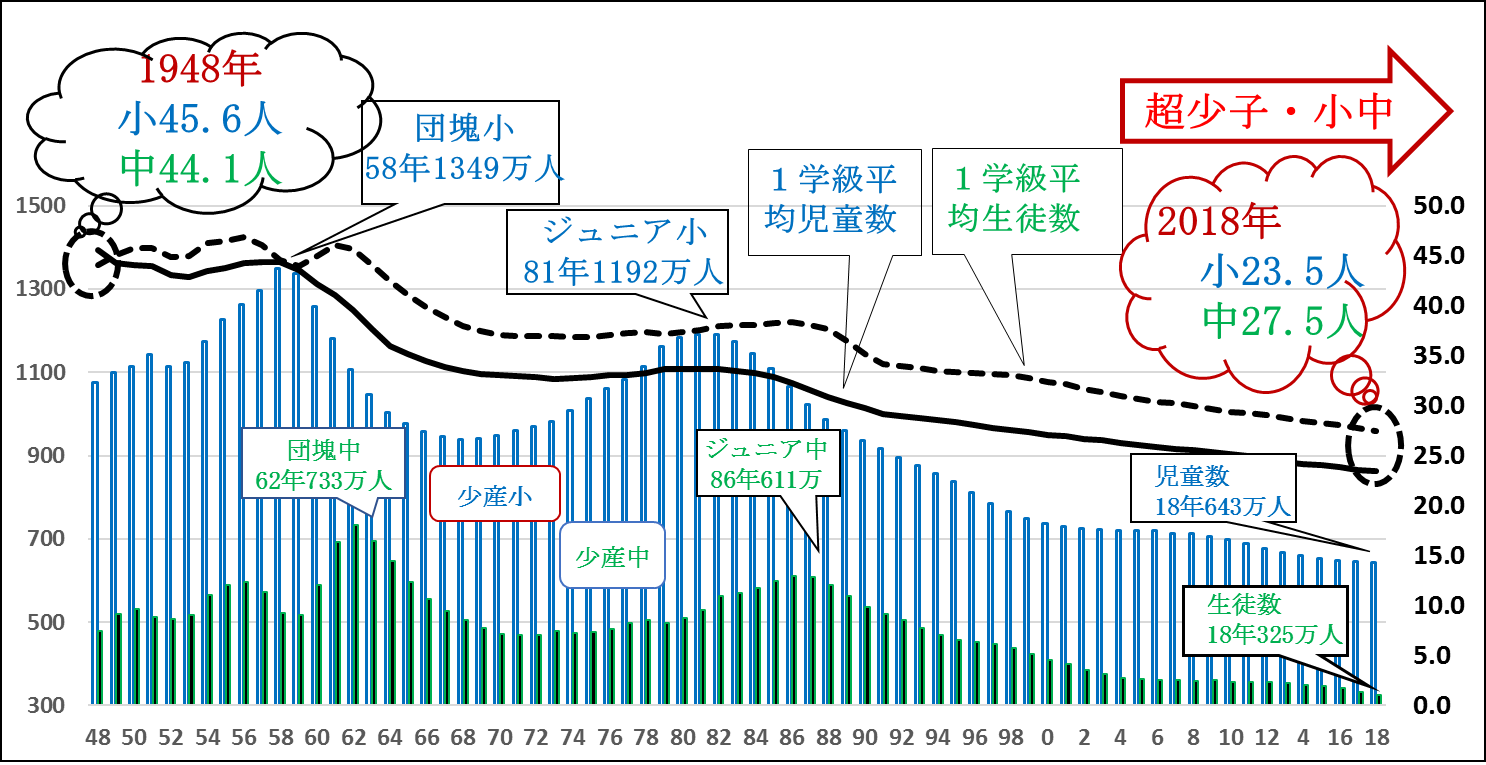 1948年
小45.6人
中44.1人
団塊小
58年1349万人
ジュニア小
81年1192万人
１学級平
均児童数
１学級平
均生徒数
超少子・小中
2018年
小23.5人
中27.5人
団塊中
62年733万人
少産小
少産中
ジュニア中
86年611万
児童数
18年643万人
生徒数
18年325万人
1500
1300
1100
900
700
500
300
50.0
45.0
40.0
35.0
30.0
25.0
20.0
15.0
10.0
5.0
0.0
48 50 52 54 56 58 60 62 64 66 68 70 72 74 76 78 80 82 84 86 88 90 92 94 96 98 0 2 4 6 8 10 12 4 16 18